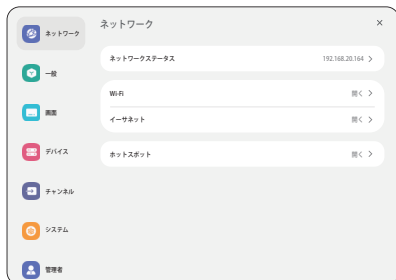 ネットワーク
一般
画面
デバイス
チャンネル
システム
管理者
ネットワーク
ネットワークステータス 192.168.20.164
Wi-Fi 開く
イーサネット 開く
ホットスポット 開く